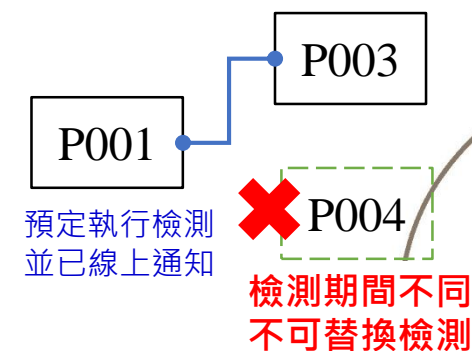 P003
P001
預定執行檢測
並已線上通知
P004
檢測期間不同
不可替換檢測